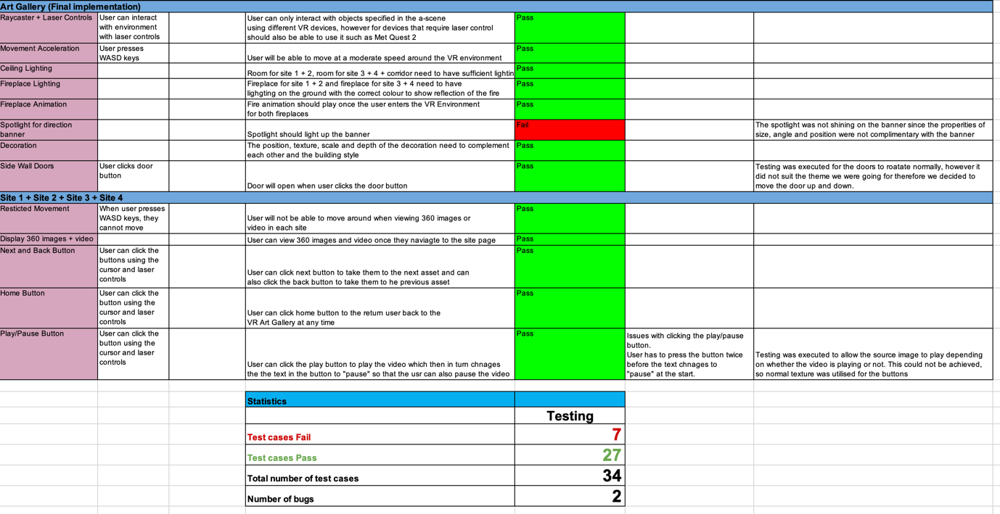 Art Gallery (Final implementation)
Raycaster + Laser Controls
User can interact
with environment
with laser controls
User can only interact with objects specified in the a-scene
using different VR devices, however for devices that require laser control
should also be able to use it such as Met Quest 2
Pass
Movement Acceleration
User presses
WASD keys
User will be able to move at a moderate speed around the VR environment
Pass
Ceiling Lighting
Room for site 1 + 2, room for site 3 + 4 + corridor need to have sufficient lightin
Pass
Fireplace Lighting
Fireplace for site 1 + 2 and fireplace for site 3 + 4 need to have
lighgting on the ground with the correct colour to show reflection of the fire
Pass
Fireplace Animation
Fire animation should play once the user enters the VR Environment
for both fireplaces
Pass
Spotlight for direction
banner
Spotlight should light up the banner
Fail
The spotlight was not shining on the banner since the properities of
size, angle and position were not complimentary with the banner
Decoration
The position, texture, scale and depth of the decoration need to complement
each other and the building style
Pass
Side Wall Doors
User clicks door
button
Door will open when user clicks the door button
Pass
Testing was executed for the doors to roatate normally, however it
did not suit the theme we were going for therefore we decided to
move the door up and down.
Site 1 + Site 2 + Site 3 + Site 4
Resticted Movement
When user presses
WASD keys, they
cannot move
User will not be able to move around when viewing 360 images or
video in each site
Pass
Display 360 images + video
User can view 360 images and video once they naviagte to the site page
Pass
Next and Back Button
User can click the
buttons using the
cursor and laser
controls
User can click next button to take them to the next asset and can
also click the back button to take them to he previous asset
Pass
Home Button
User can click the
button using the
cursor and laser
controls
User can click home button to the return user back to the
VR Art Gallery at any time
Pass
Play/Pause Button
User can click the
button using the
cursor and laser
controls
User can click the play button to play the video which then in turn chnages
the the text in the button to "pause" so that the usr can also pause the video
Pass
Issues with clicking the play/pause
button.
User has to press the button twice
before the text chnages to
"pause" at the start.
Testing was executed to allow the source image to play depending
on whether the video is playing or not. This could not be achieved,
so normal texture was utilised for the buttons
Statistics
Testing
Test cases Fail
7
Test cases Pass
27
Total number of test cases
34
Number of bugs
2